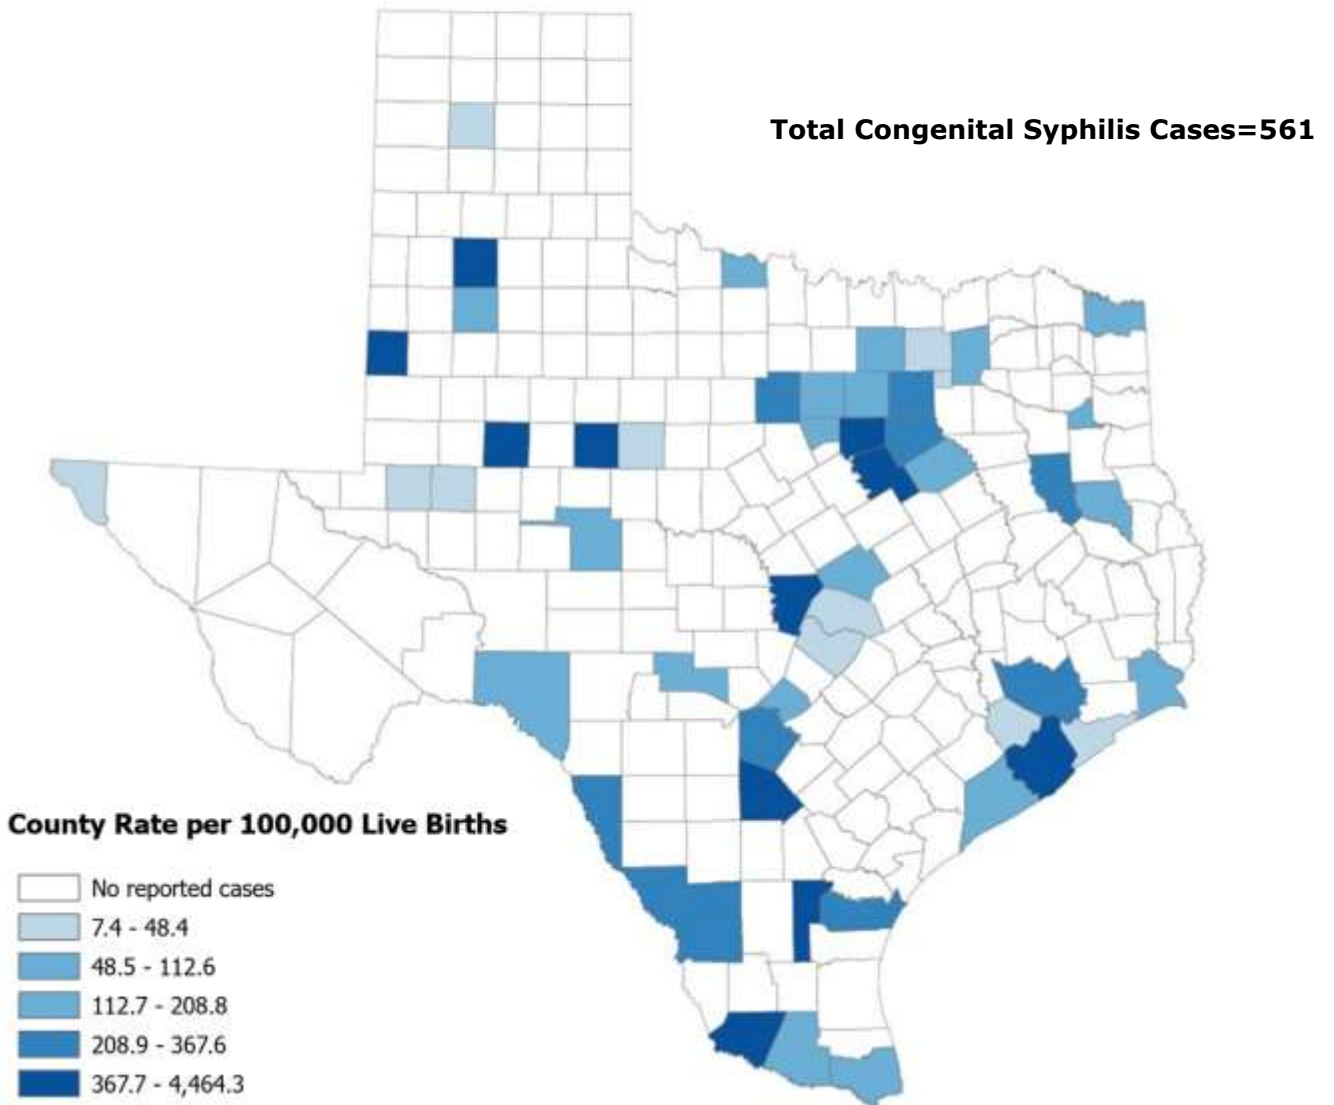 Total Congenital Syphilis Cases=561
County Rate per 100,000 Live Births
No reported cases
7.4 - 48.4
48.5 - 112.6
112.7 - 208.8
208.9 - 367.6
367.7 - 4,464.3